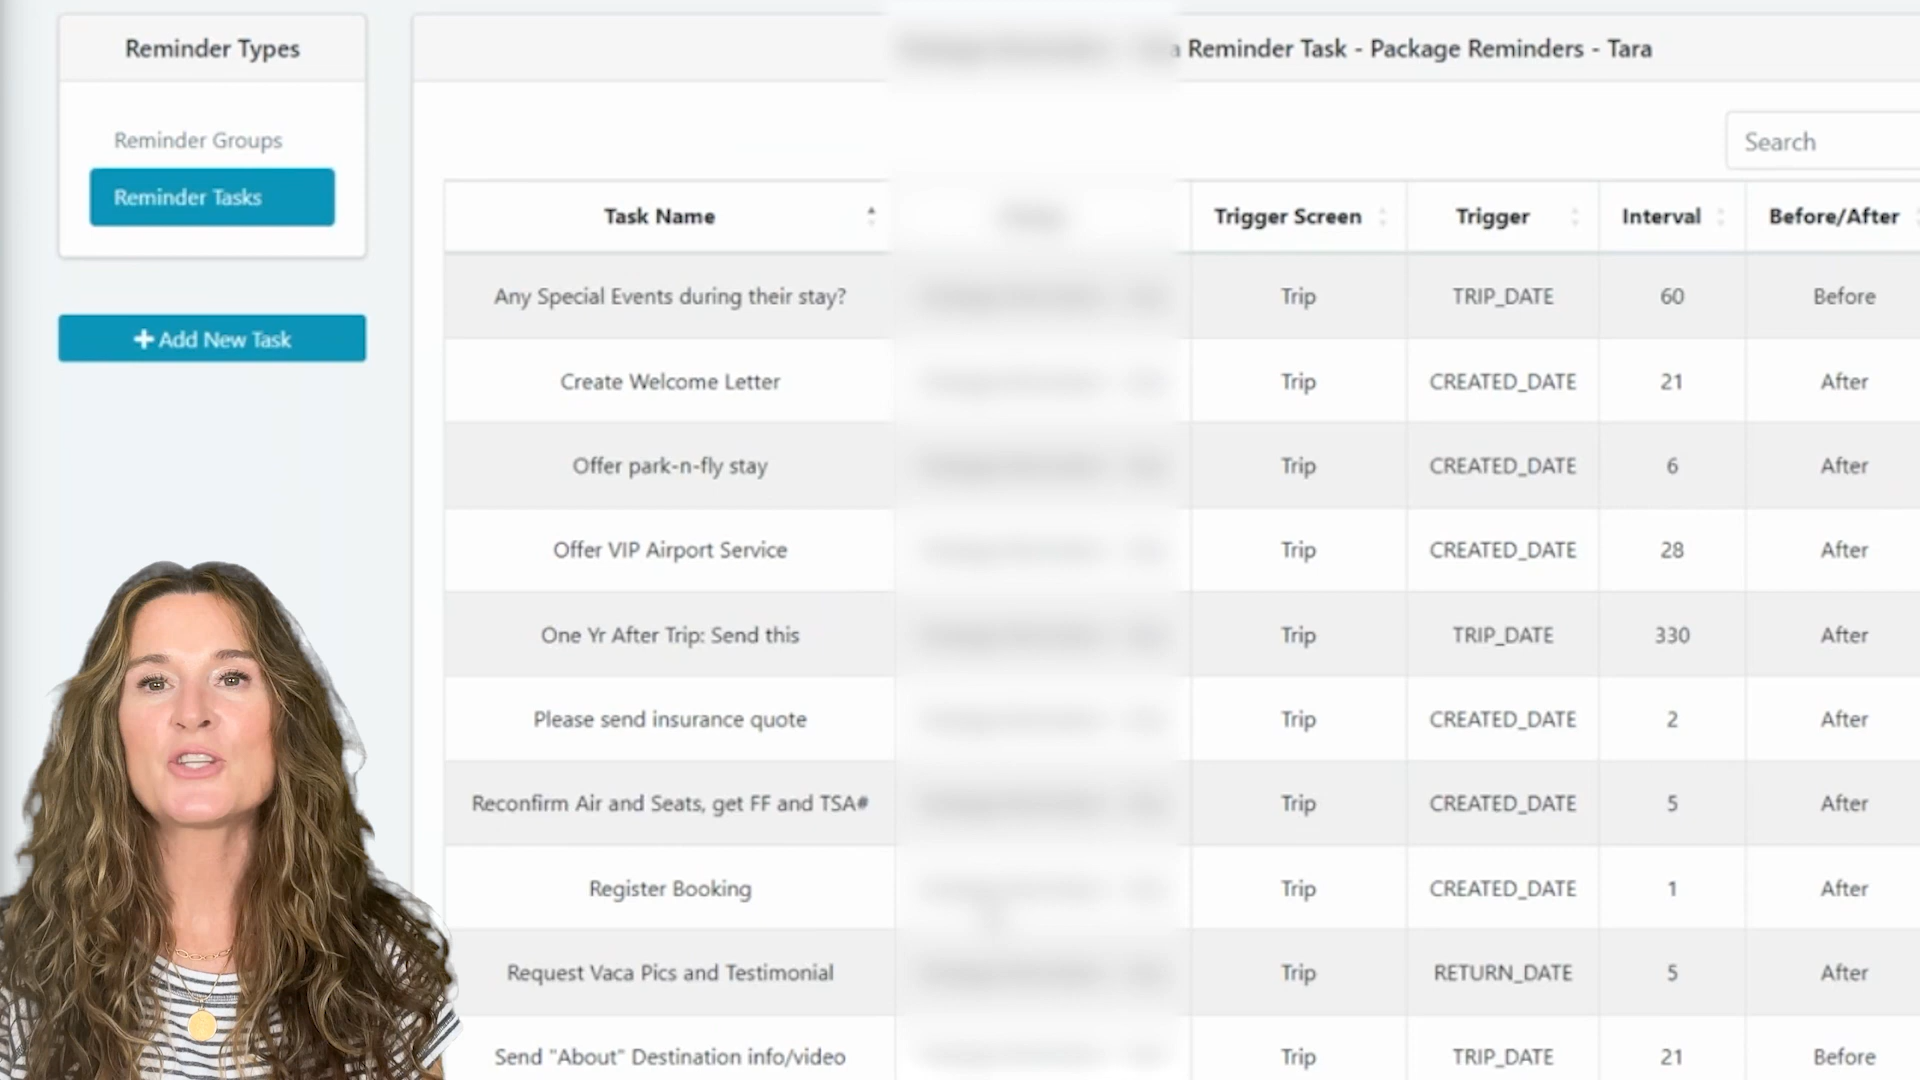 Reminder Types
Reminder Groups
Reminder Tasks
Add New Task
a Reminder Task - Package Reminders - Tara
Search
Task Name Trigger Screen Trigger Interval Before/After
Any Special Events during their stay? Trip TRIP_DATE 60 Before
Create Welcome Letter Trip CREATED_DATE 21 After
Offer park-n-fly stay Trip CREATED_DATE 6 After
Offer VIP Airport Service Trip CREATED_DATE 28 After
One Yr After Trip: Send this Trip TRIP_DATE 330 After
Please send insurance quote Trip CREATED_DATE 2 After
Reconfirm Air and Seats, get FF and TSA# Trip CREATED_DATE 5 After
Register Booking Trip CREATED_DATE 1 After
Request Vaca Pics and Testimonial Trip RETURN_DATE 5 After
Send "About" Destination info/video Trip TRIP_DATE 21 Before